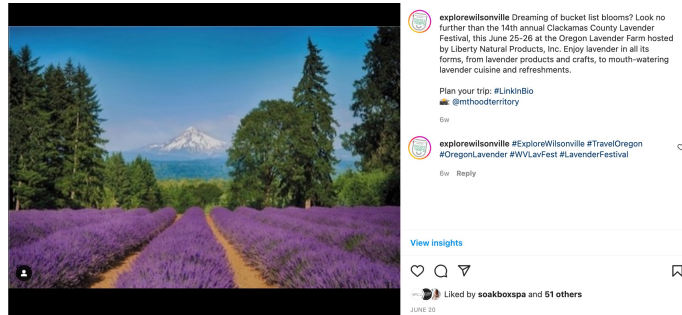 explorewilsonville Dreaming of bucket list blooms? Look no
further than the 14th annual Clackamas County Lavender
Festival, this June 25-26 at the Oregon Lavender Farm hosted
by Liberty Natural Products, Inc. Enjoy lavender in all its
forms, from lavender products and crafts, to mouth-watering
lavender cuisine and refreshments.
Plan your trip: #LinkInBio
📸: @mthoodterritory
6w
explorewilsonville #ExploreWilsonville #TravelOregon
#OregonLavender #WVLavFest #LavenderFestival
6w Reply
View insights
Liked by soakboxspa and 51 others
JUNE 20